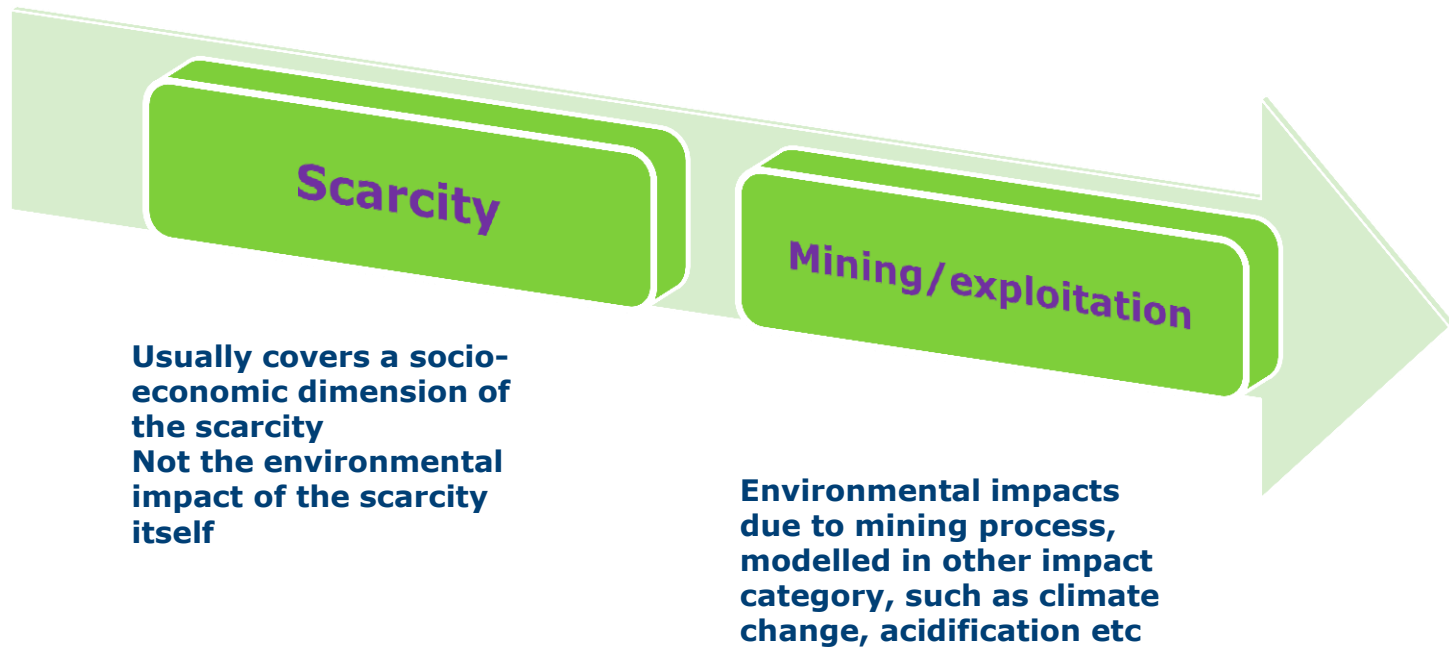 Scarcity
Mining/exploitation
Usually covers a socio-
economic dimension of
the scarcity
Not the environmental
impact of the scarcity
itself
Environmental impacts
due to mining process,
modelled in other impact
category, such as climate
change, acidification etc